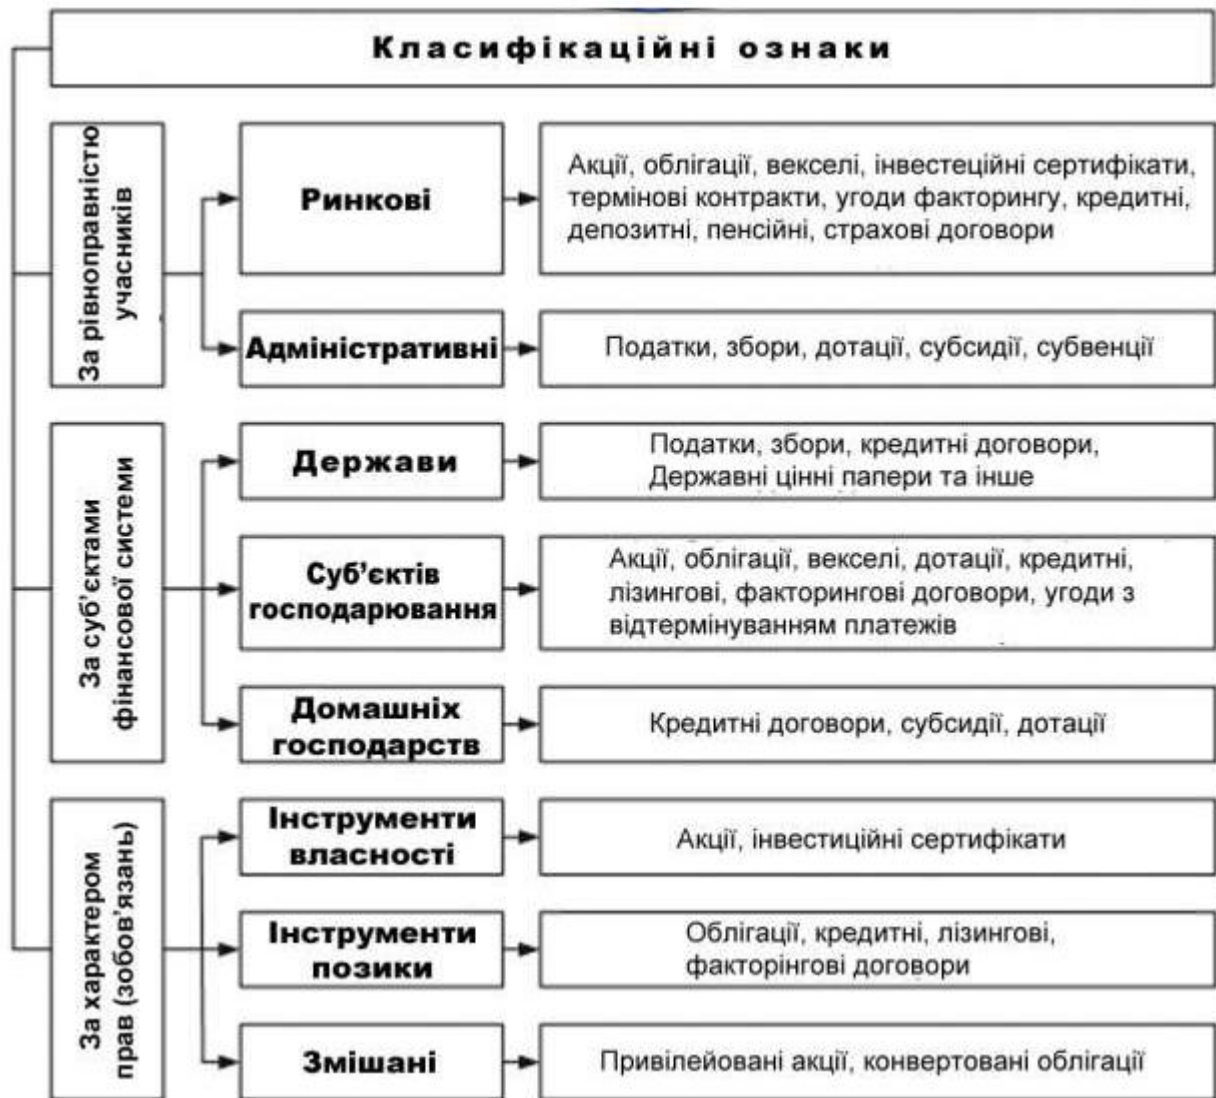 Класифікаційні ознаки
За рівноправністю
учасників
Ринкові
Акції, облігації, векселі, інвестеційні сертифікати,
термінові контракти, угоди факторингу, кредитні,
депозитні, пенсійні, страхові договори
Адміністративні
Податки, збори, дотації, субсидії, субвенції
За суб'єктами
фінансової системи
Держави
Податки, збори, кредитні договори,
Державні цінні папери та інше
Суб'єктів
господарювання
Акції, облігації, векселі, дотації, кредитні,
лізингові, факторингові договори, угоди з
відтермінуванням платежів
Домашніх
господарств
Кредитні договори, субсидії, дотації
За характером
прав (зобов'язань)
Інструменти
власності
Акції, інвестиційні сертифікати
Інструменти
позики
Облігації, кредитні, лізингові,
факторінгові договори
Змішані
Привілейовані акції, конвертовані облігації